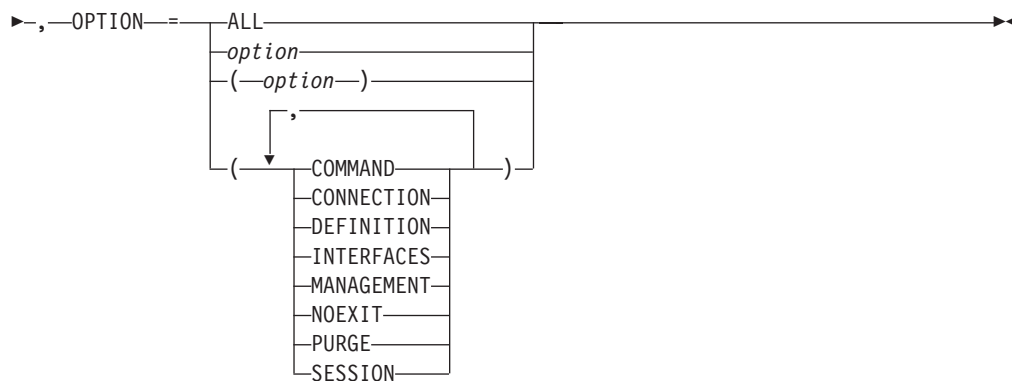 , OPTION = ALL
option
( option )
,
( COMMAND )
CONNECTION
DEFINITION
INTERFACES
MANAGEMENT
NOEXIT
PURGE
SESSION